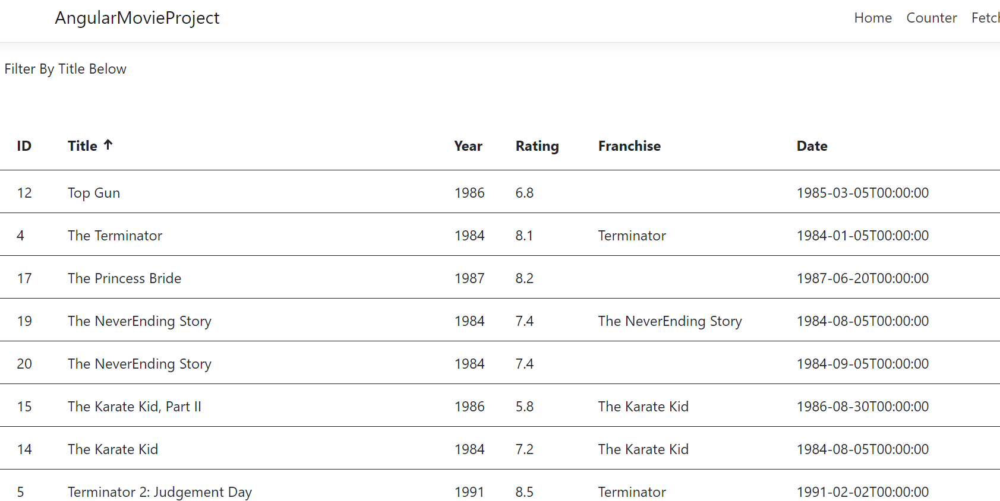 AngularMovieProject Home Counter
Filter By Title Below
ID Title ↑ Year Rating Franchise Date
12 Top Gun 1986 6.8 1985-03-05T00:00:00
4 The Terminator 1984 8.1 Terminator 1984-01-05T00:00:00
17 The Princess Bride 1987 8.2 1987-06-20T00:00:00
19 The NeverEnding Story 1984 7.4 The NeverEnding Story 1984-08-05T00:00:00
20 The NeverEnding Story 1984 7.4 1984-09-05T00:00:00
15 The Karate Kid, Part II 1986 5.8 The Karate Kid 1986-08-30T00:00:00
14 The Karate Kid 1984 7.2 The Karate Kid 1984-08-05T00:00:00
5 Terminator 2: Judgement Day 1991 8.5 Terminator 1991-02-02T00:00:00